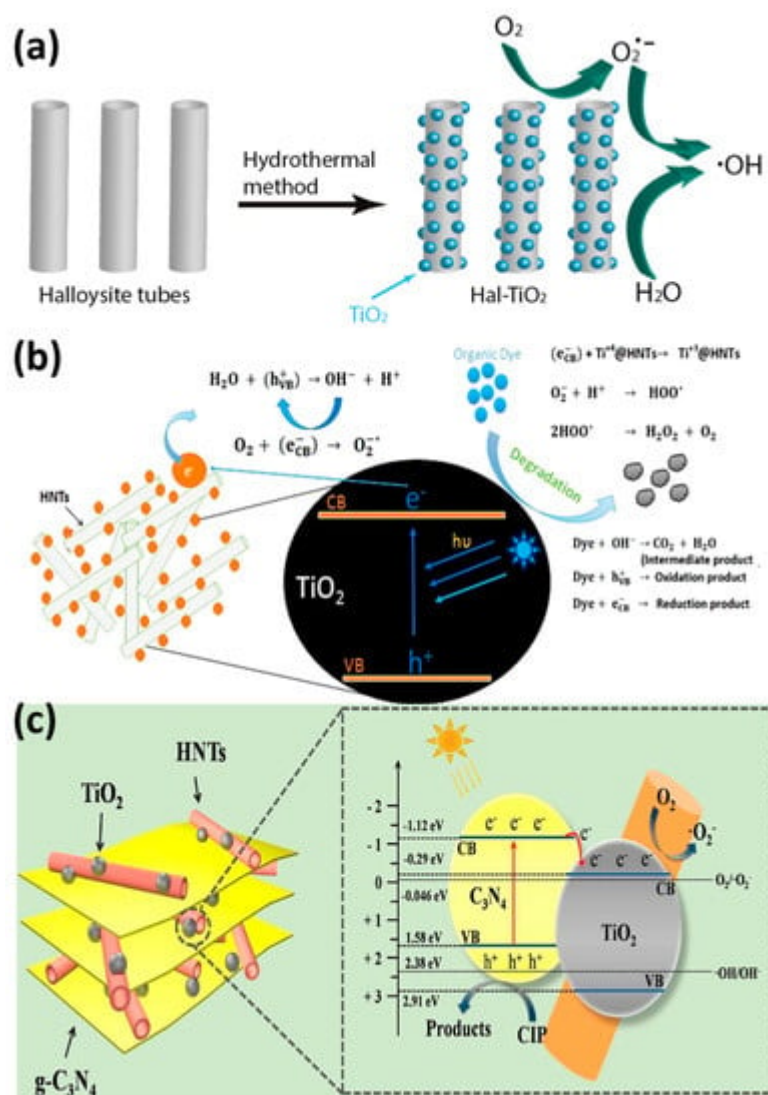 (a)
O₂
O₂•⁻
Hydrothermal
method
•OH
Halloysite tubes
TiO₂
Hal-TiO₂
H₂O
(b)
H₂O + (h⁺VB) → OH⁻ + H⁺
O₂ + (e⁻CB) → O₂⁻•
e⁻
HNTs
CB
e⁻
hυ
TiO₂
VB
h⁺
Organic Dye
Degradation
(e⁻CB) + Ti⁺⁴@HNTs → Ti⁺³@HNTs
O₂⁻ + H⁺ → HOO•
2HOO• → H₂O₂ + O₂
Dye + OH⁻ → CO₂ + H₂O
(Intermediate product
Dye + h⁺VB → Oxidation product
Dye + e⁻CB → Reduction product
(c)
HNTs
TiO₂
g-C₃N₄
-2
-1.12 eV
-1
-0.29 eV
0
-0.046 eV
+1
1.58 eV
+2
2.38 eV
+3
2.91 eV
e⁻ e⁻ e⁻
CB
e⁻
C₃N₄
VB
h⁺ h⁺ h⁺
Products
CIP
e⁻ e⁻ e⁻
CB
TiO₂
VB
O₂
·O₂⁻
O₂/·O₂⁻
·OH/OH⁻